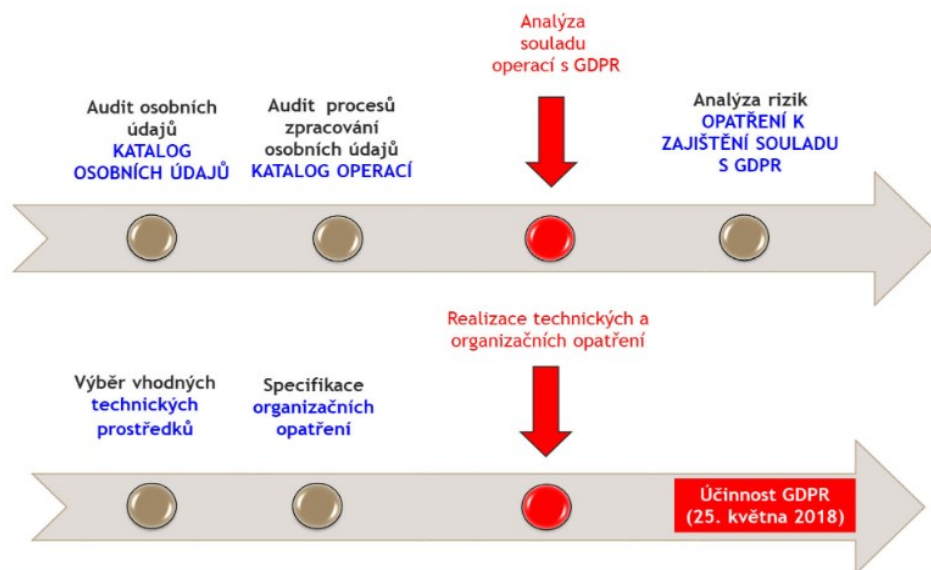 Analýza
souladu
operací s GDPR
Audit osobních
údajů
KATALOG
OSOBNÍCH ÚDAJŮ
Audit procesů
zpracování
osobních údajů
KATALOG OPERACÍ
Analýza rizik
OPATŘENÍ K
ZAJIŠTĚNÍ SOULADU
S GDPR
Realizace technických a
organizačních opatření
Výběr vhodných
technických
prostředků
Specifikace
organizačních
opatření
Účinnost GDPR
(25. května 2018)